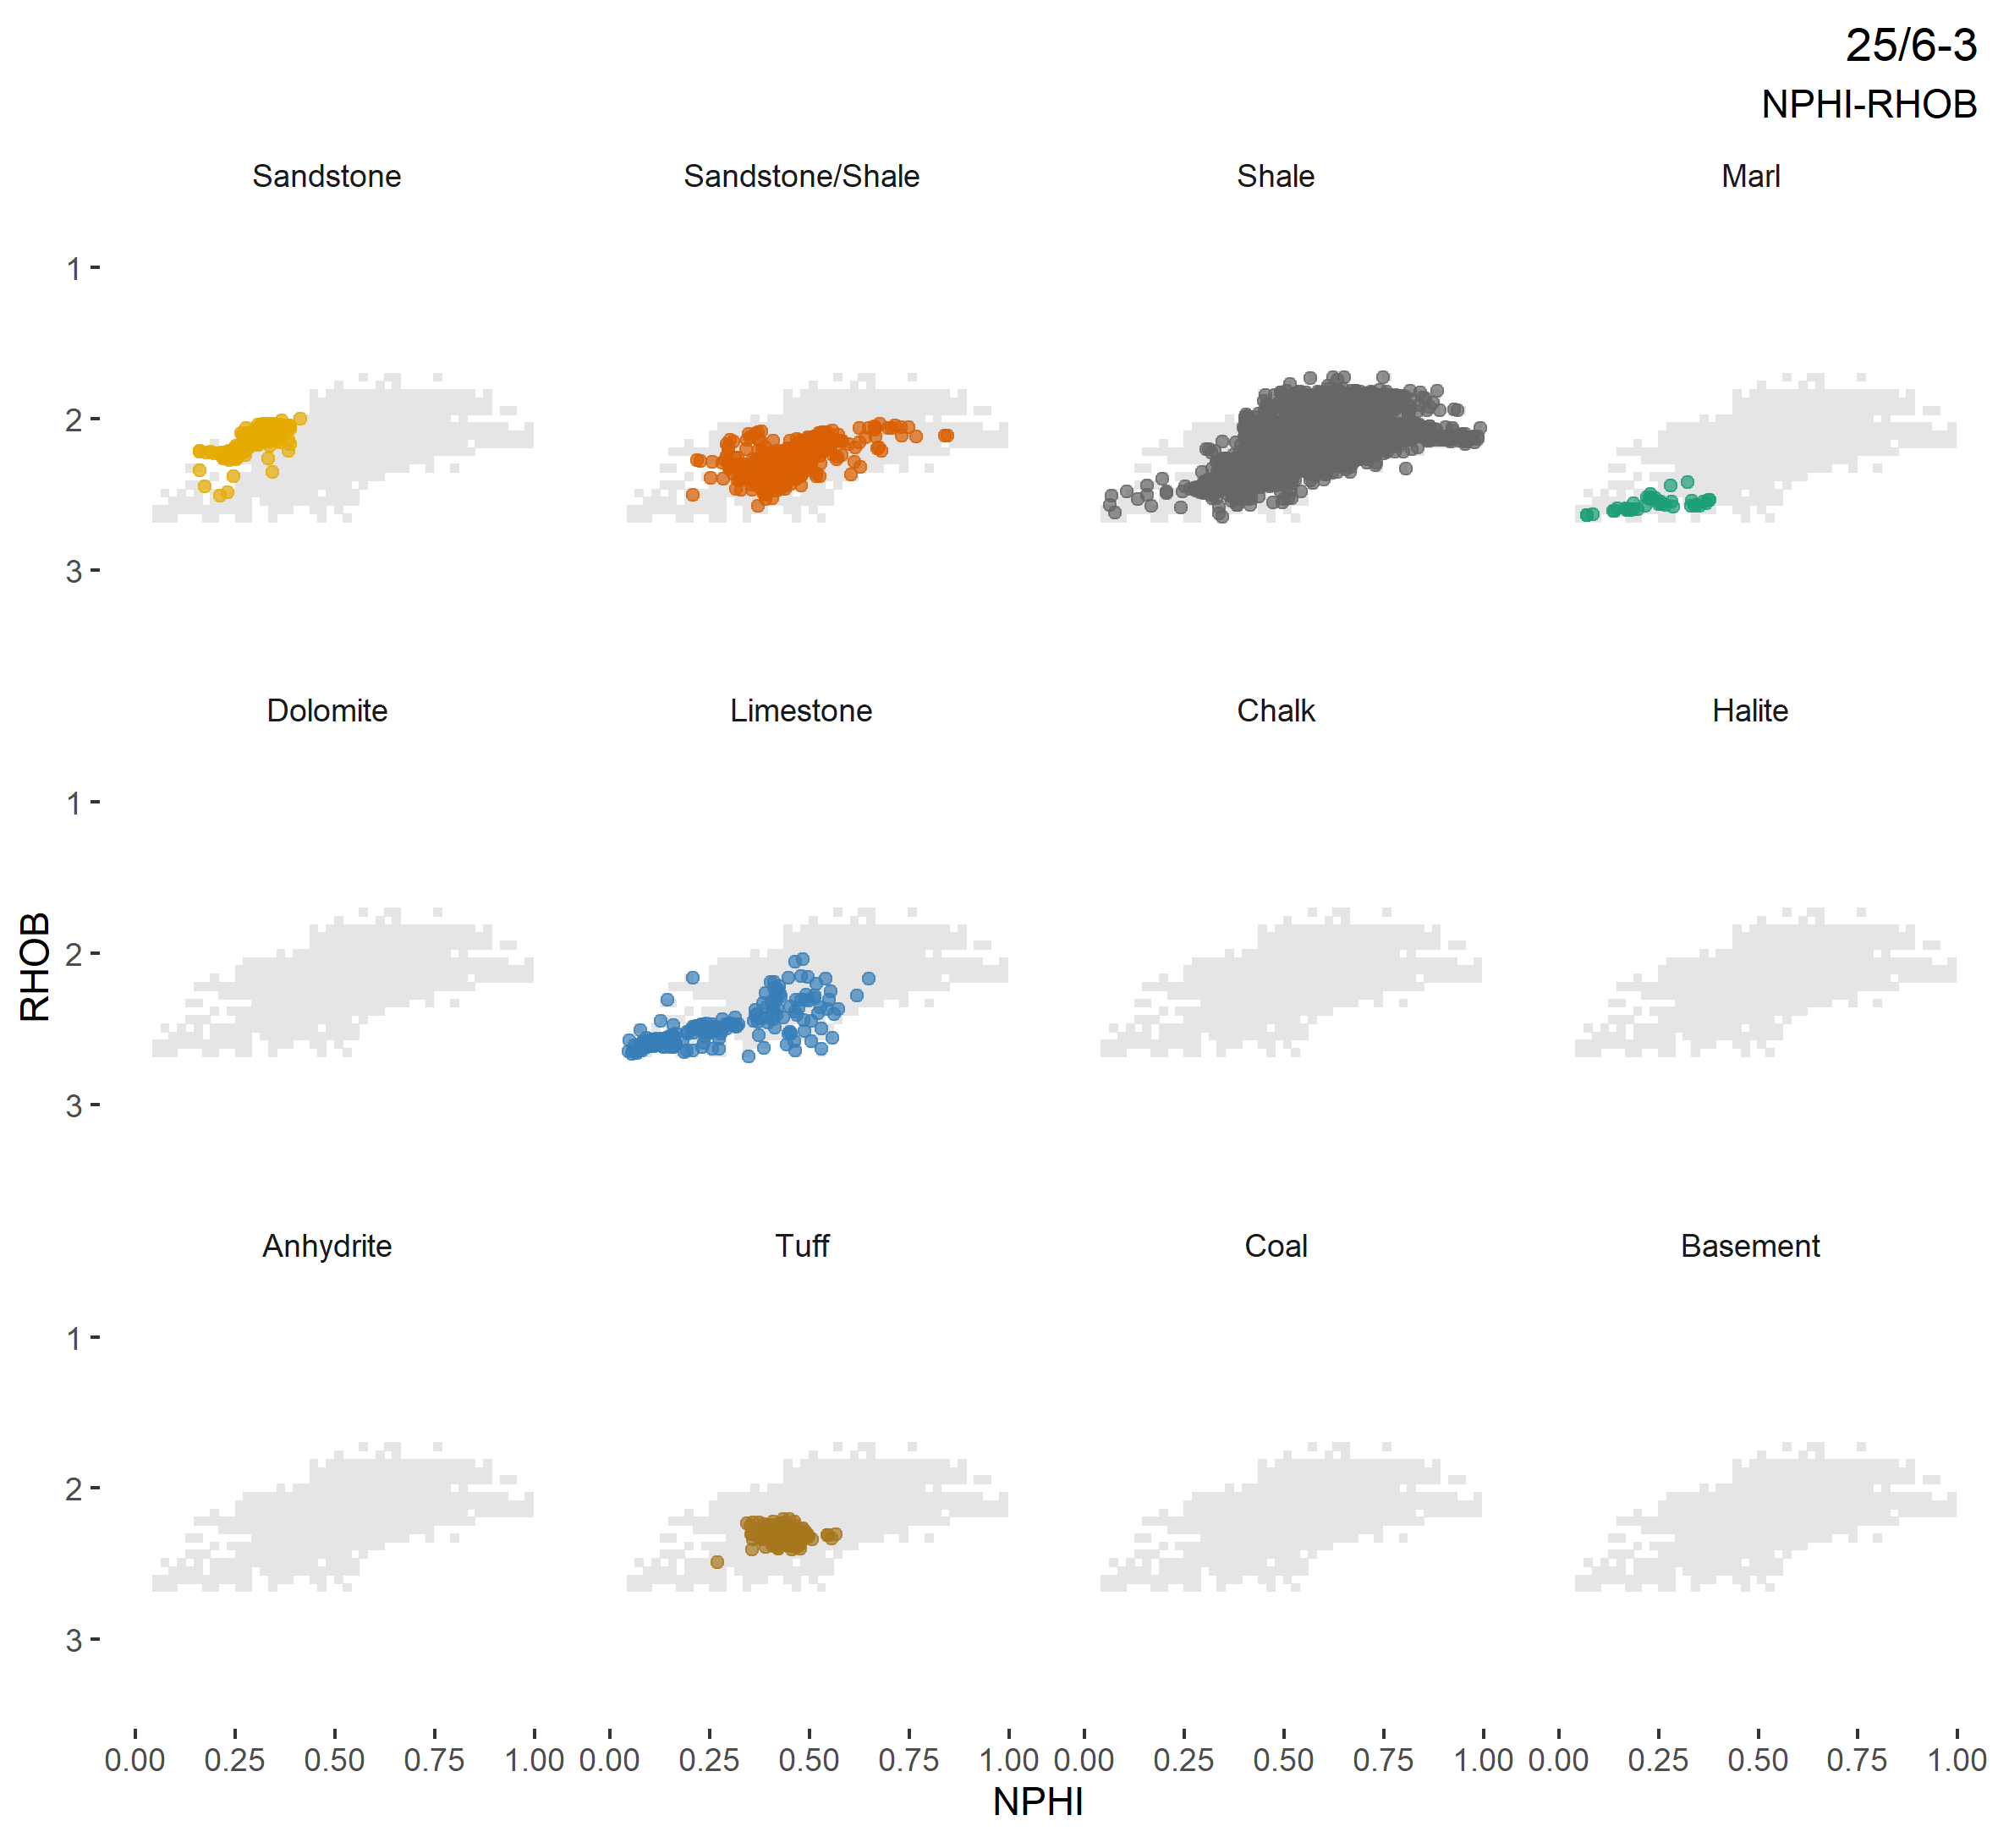 25/6-3
NPHI-RHOB
Sandstone Sandstone/Shale Shale Marl
1
2
3
Dolomite Limestone Chalk Halite
1
2
3
RHOB
Anhydrite Tuff Coal Basement
1
2
3
0.00 0.25 0.50 0.75 1.00 0.00 0.25 0.50 0.75 1.00 0.00 0.25 0.50 0.75 1.00 0.00 0.25 0.50 0.75 1.00
NPHI